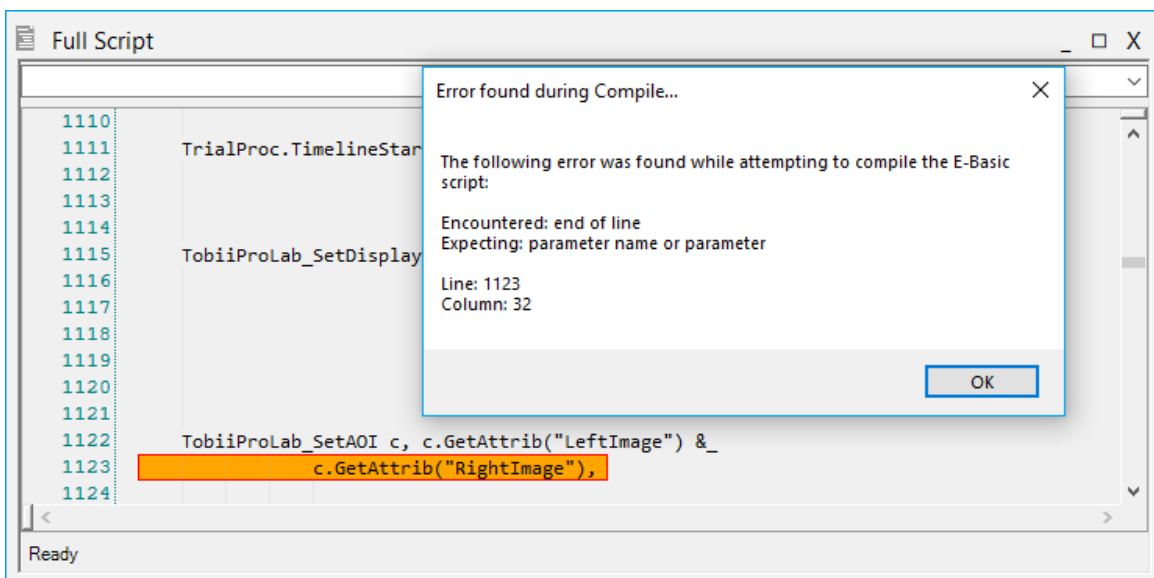 Full Script
Error found during Compile...
The following error was found while attempting to compile the E-Basic
script:
Encountered: end of line
Expecting: parameter name or parameter
Line: 1123
Column: 32
OK
1110
1111 TrialProc.TimelineStar
1112
1113
1114
1115 TobiiProLab_SetDisplay
1116
1117
1118
1119
1120
1121
1122 TobiiProLab_SetAOI c, c.GetAttrib("LeftImage") &_
1123 c.GetAttrib("RightImage"),
1124
Ready